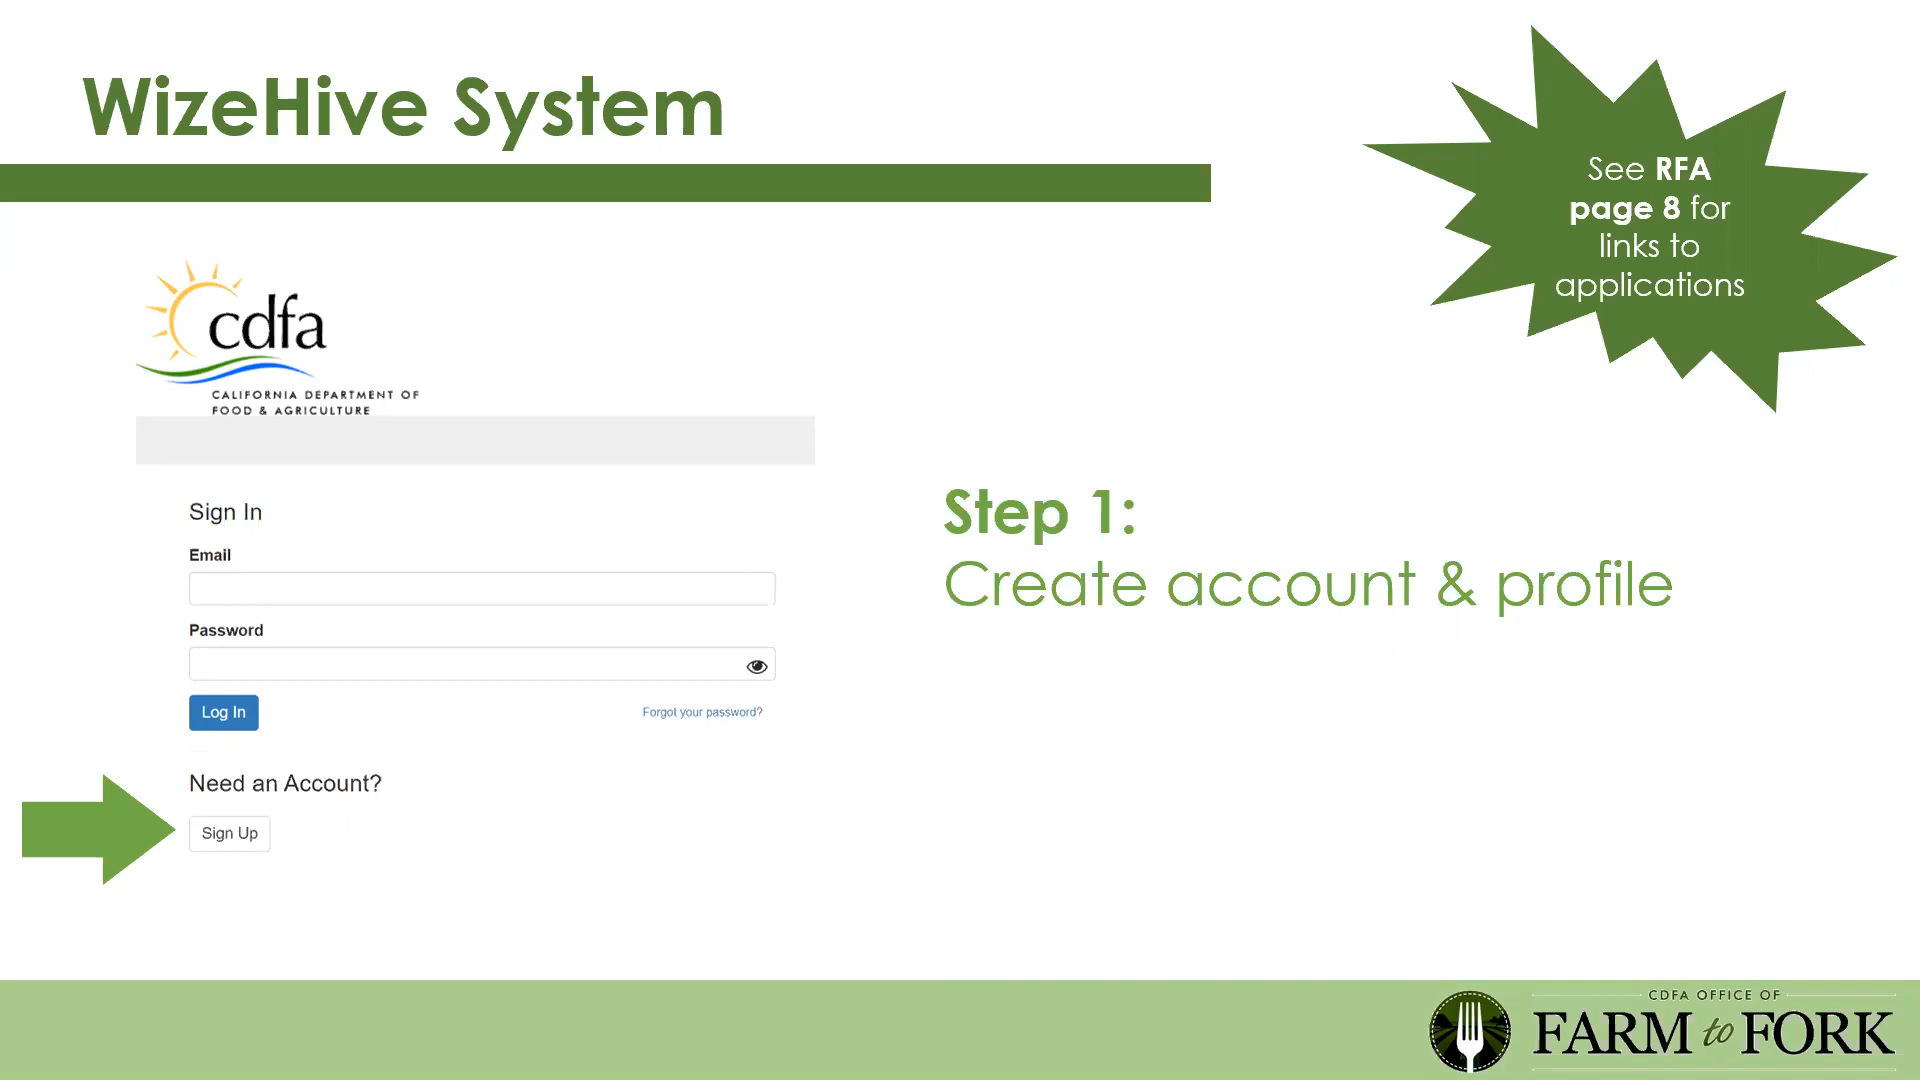 WizeHive System
See RFA
page 8 for
links to
applications
cdfa
CALIFORNIA DEPARTMENT OF
FOOD & AGRICULTURE
Sign In
Email
Password
Log In
Forgot your password?
Need an Account?
Sign Up
Step 1:
Create account & profile
CDFA OFFICE OF
FARM to FORK